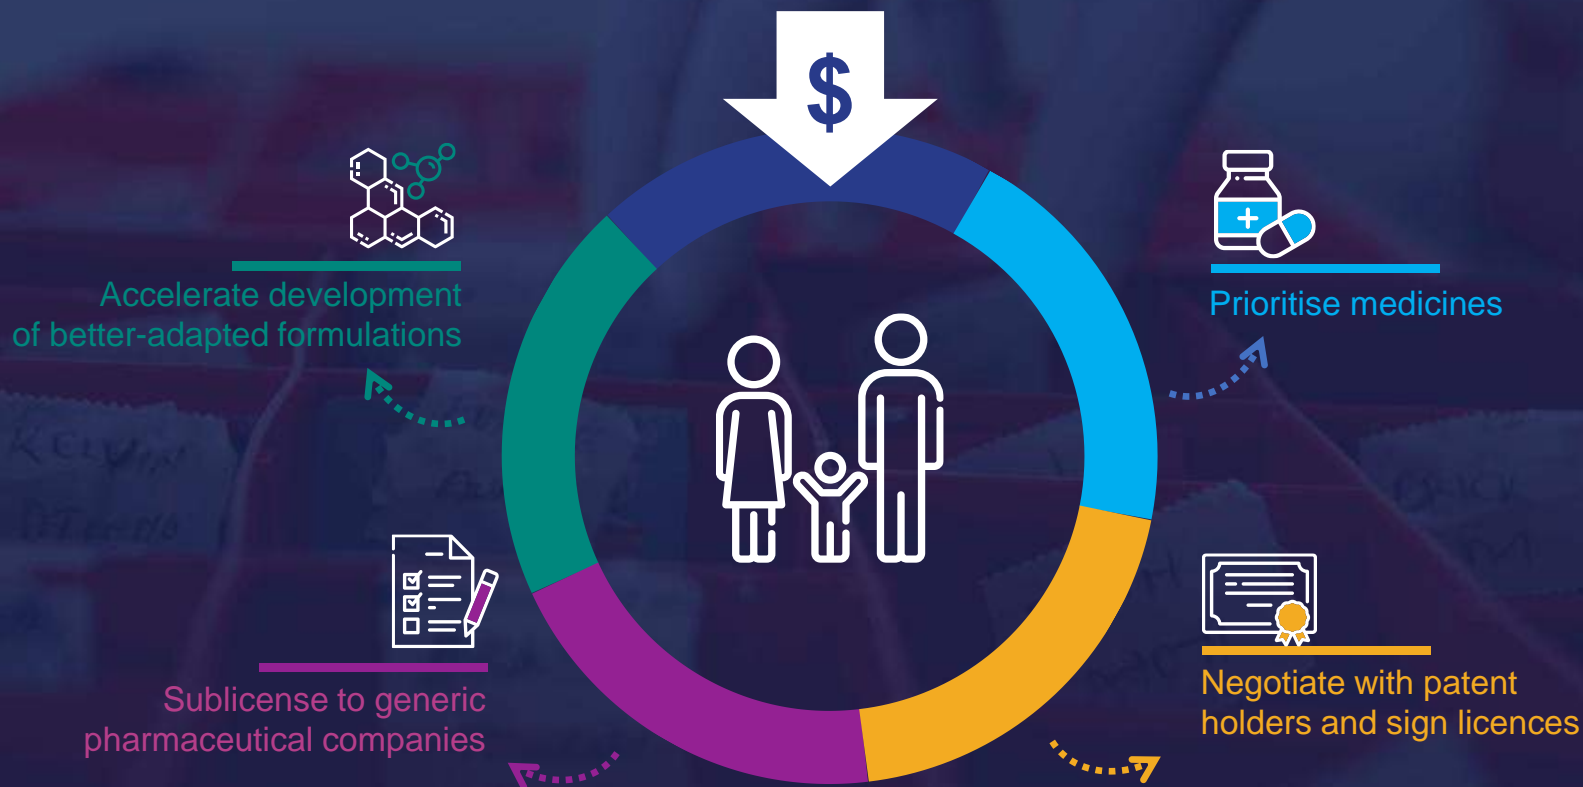 $
Accelerate development
of better-adapted formulations
Prioritise medicines
Sublicense to generic
pharmaceutical companies
Negotiate with patent
holders and sign licences